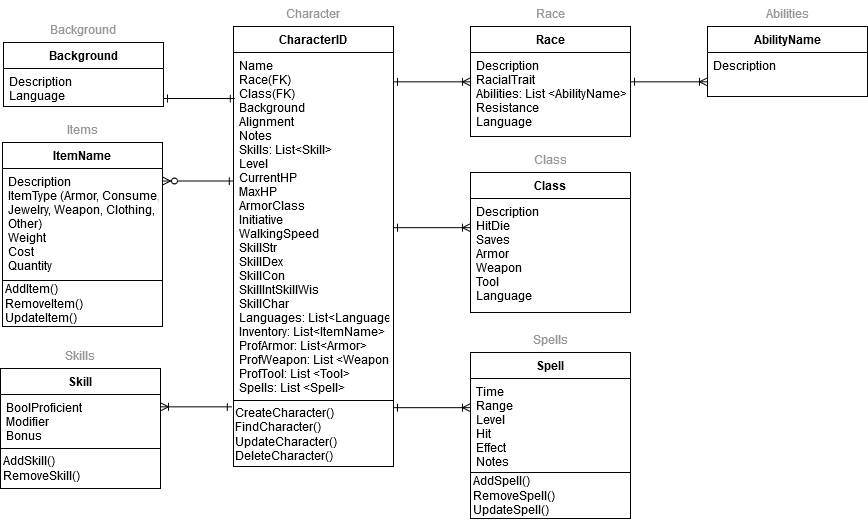 Background
Background
Description
Language
Items
ItemName
Description
ItemType (Armor, Consume
Jewelry, Weapon, Clothing,
Other)
Weight
Cost
Quantity
AddItem()
RemoveItem()
UpdateItem()
Skills
Skill
BoolProficient
Modifier
Bonus
AddSkill()
RemoveSkill()
Character
CharacterID
Name
Race(FK)
Class(FK)
Background
Alignment
Notes
Skills: List<Skill>
Level
CurrentHP
MaxHP
ArmorClass
Initiative
WalkingSpeed
SkillStr
SkillDex
SkillCon
SkillIntSkillWis
SkillChar
Languages: List<Language
Inventory: List<ItemName>
ProfArmor: List<Armor>
ProfWeapon: List <Weapon
ProfTool: List <Tool>
Spells: List <Spell>
CreateCharacter()
FindCharacter()
UpdateCharacter()
DeleteCharacter()
Race
Race
Description
RacialTrait
Abilities: List <AbilityName>
Resistance
Language
Class
Class
Description
HitDie
Saves
Armor
Weapon
Tool
Language
Spells
Spell
Time
Range
Level
Hit
Effect
Notes
AddSpell()
RemoveSpell()
UpdateSpell()
Abilities
AbilityName
Description